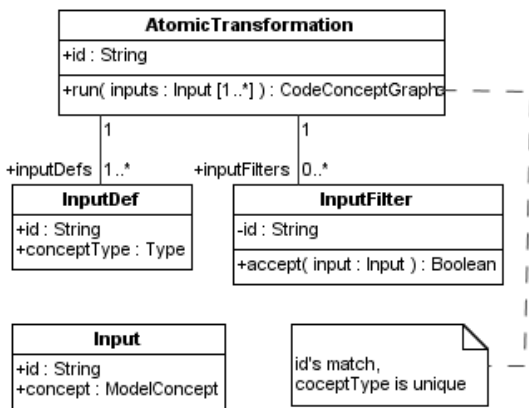 AtomicTransformation
+id : String
+run( inputs : Input [1..*] ) : CodeConceptGraph
1 1
+inputDefs 1..* +inputFilters 0..*
InputDef
+id : String
+conceptType : Type
InputFilter
-id : String
+accept( input : Input ) : Boolean
Input
+id : String
+concept : ModelConcept
id's match,
coceptType is unique